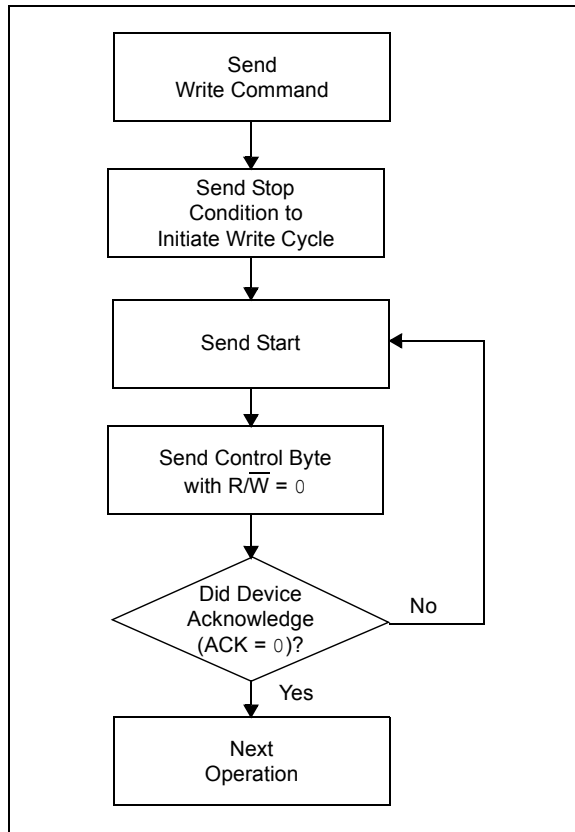 Send
Write Command
Send Stop
Condition to
Initiate Write Cycle
Send Start
Send Control Byte
with R/W̅ = 0
Did Device
Acknowledge
(ACK = 0)?
No
Yes
Next
Operation